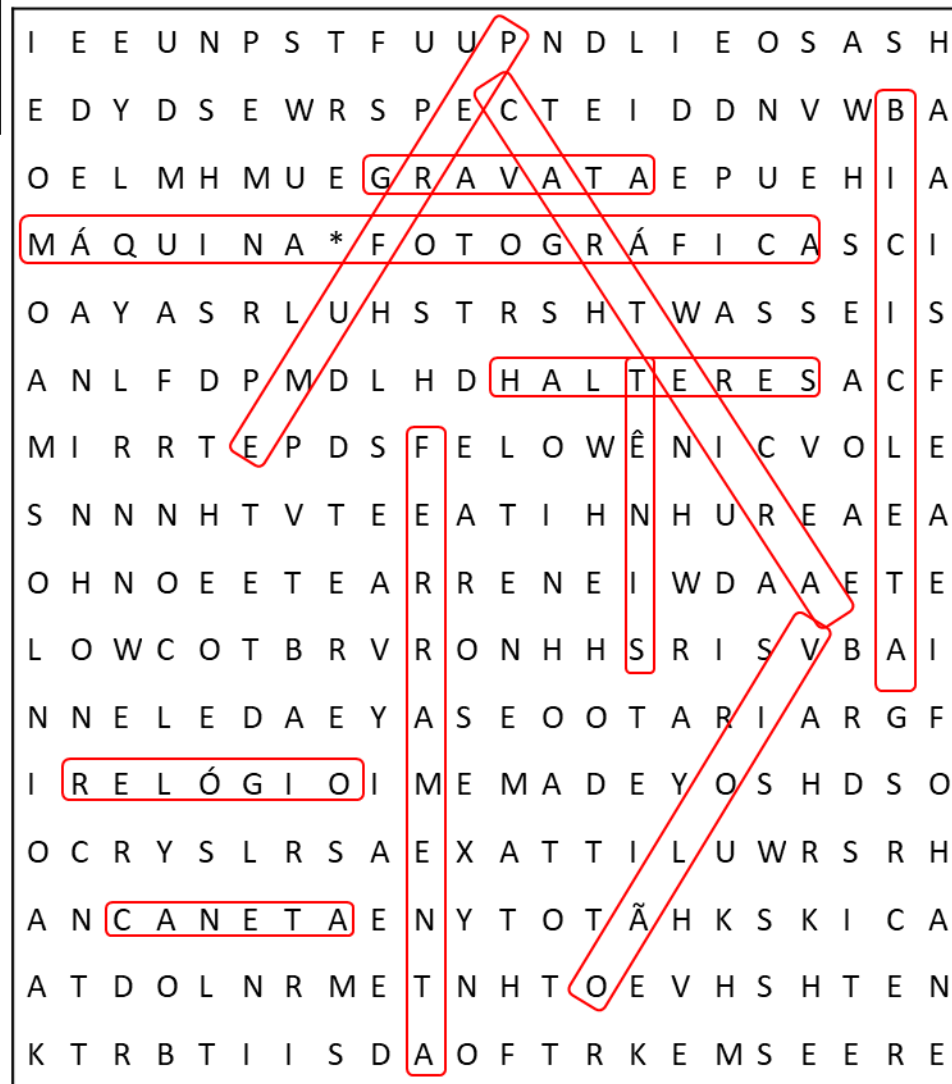 I E E U N P S T F U U P N D L I E O S A S H
E D Y D S E W R S P E C T E I D D N V W B A
O E L M H M U E G R A V A T A E P U E H I A
M Á Q U I N A * F O T O G R Á F I C A S C I
O A Y A S R L U H S T R S H T W A S S E I S
A N L F D P M D L H D H A L T E R E S A C F
M I R R T E P D S F E L O W Ê N I C V O L E
S N N N H T V T E E A T I H N H U R E A E A
O H N O E E T E A R R E N E I W D A A E T E
L O W C O T B R V R O N H H S R I S V B A I
N N E L E D A E Y A S E O O T A R I A R G F
I R E L Ó G I O I M E M A D E Y O S H D S O
O C R Y S L R S A E X A T T I L U W R S R H
A N C A N E T A E N Y T O T Ã H K S K I C A
A T D O L N R M E T N H T O E V H S H T E N
K T R B T I I S D A O F T R K E M S E E R E